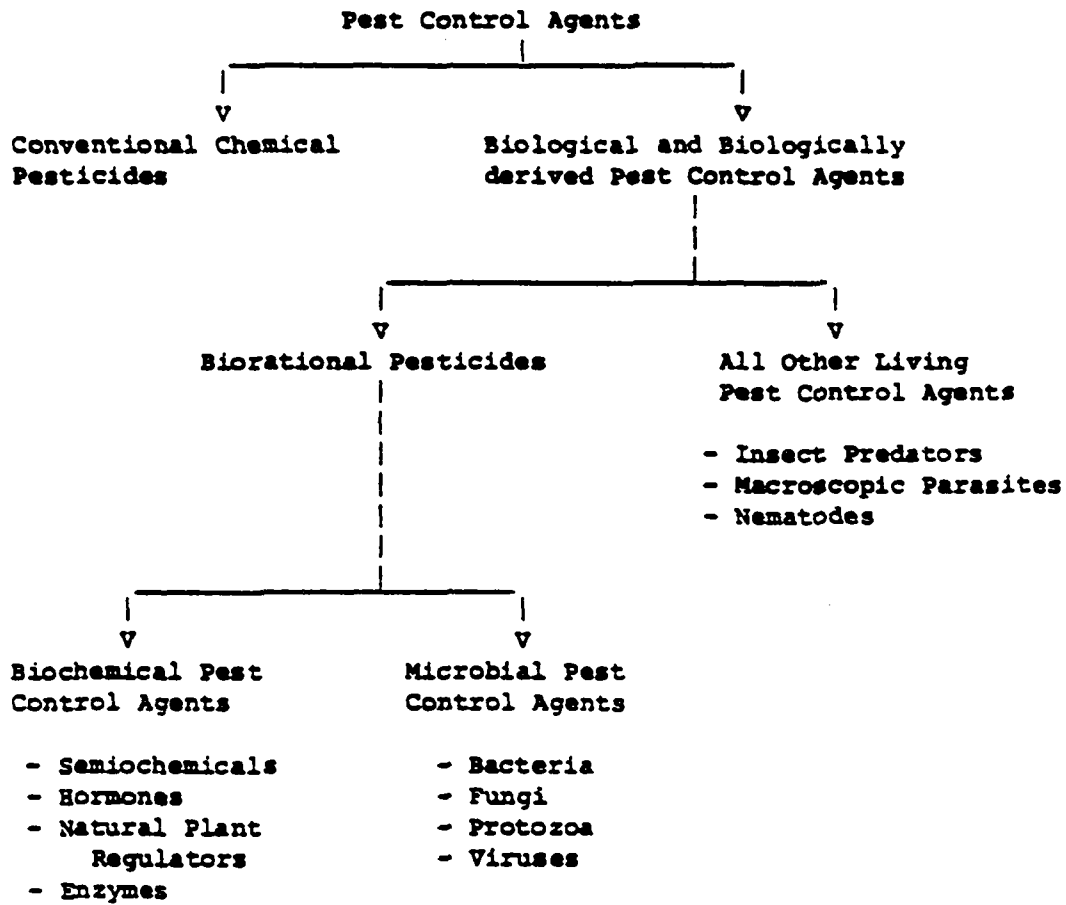 Pest Control Agents
Conventional Chemical
Pesticides
Biological and Biologically
derived Pest Control Agents
Biorational Pesticides
All Other Living
Pest Control Agents
- Insect Predators
- Macroscopic Parasites
- Nematodes
Biochemical Pest
Control Agents
- Semiochemicals
- Hormones
- Natural Plant
Regulators
- Enzymes
Microbial Pest
Control Agents
- Bacteria
- Fungi
- Protozoa
- Viruses